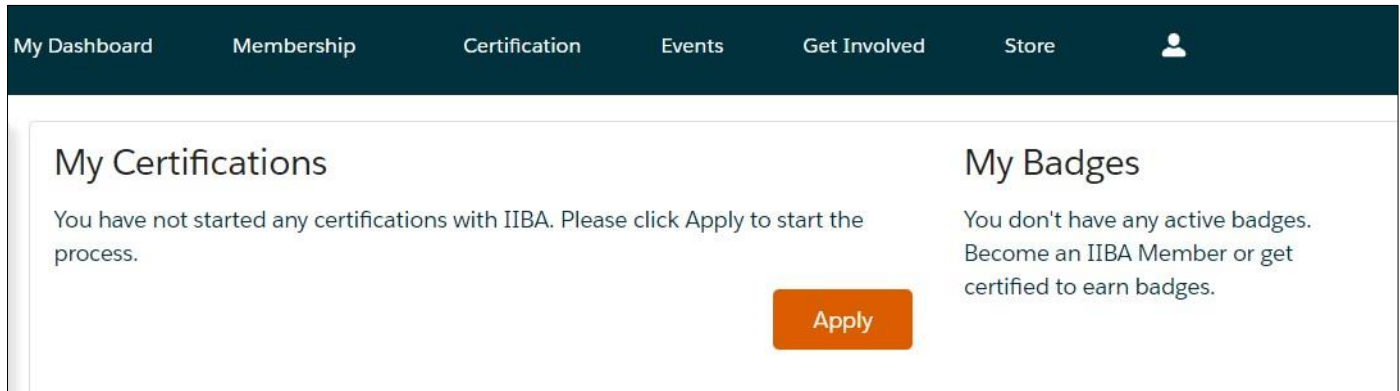 My Dashboard Membership Certification Events Get Involved Store
My Certifications
You have not started any certifications with IIBA. Please click Apply to start the
process.
Apply
My Badges
You don't have any active badges.
Become an IIBA Member or get
certified to earn badges.